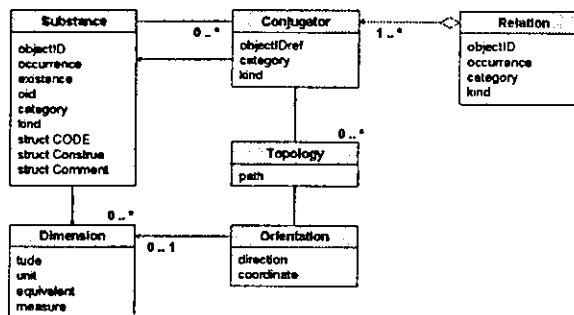 Substance
objectID
occurrence
existence
oid
category
kind
struct CODE
struct Construe
struct Comment
0 .. *
Conjugator
objectIDref
category
kind
1 .. *
Relation
objectID
occurrence
category
kind
0 .. *
Topology
path
0 .. *
Dimension
tude
unit
equivalent
measure
0 .. 1
Orientation
direction
coordinate